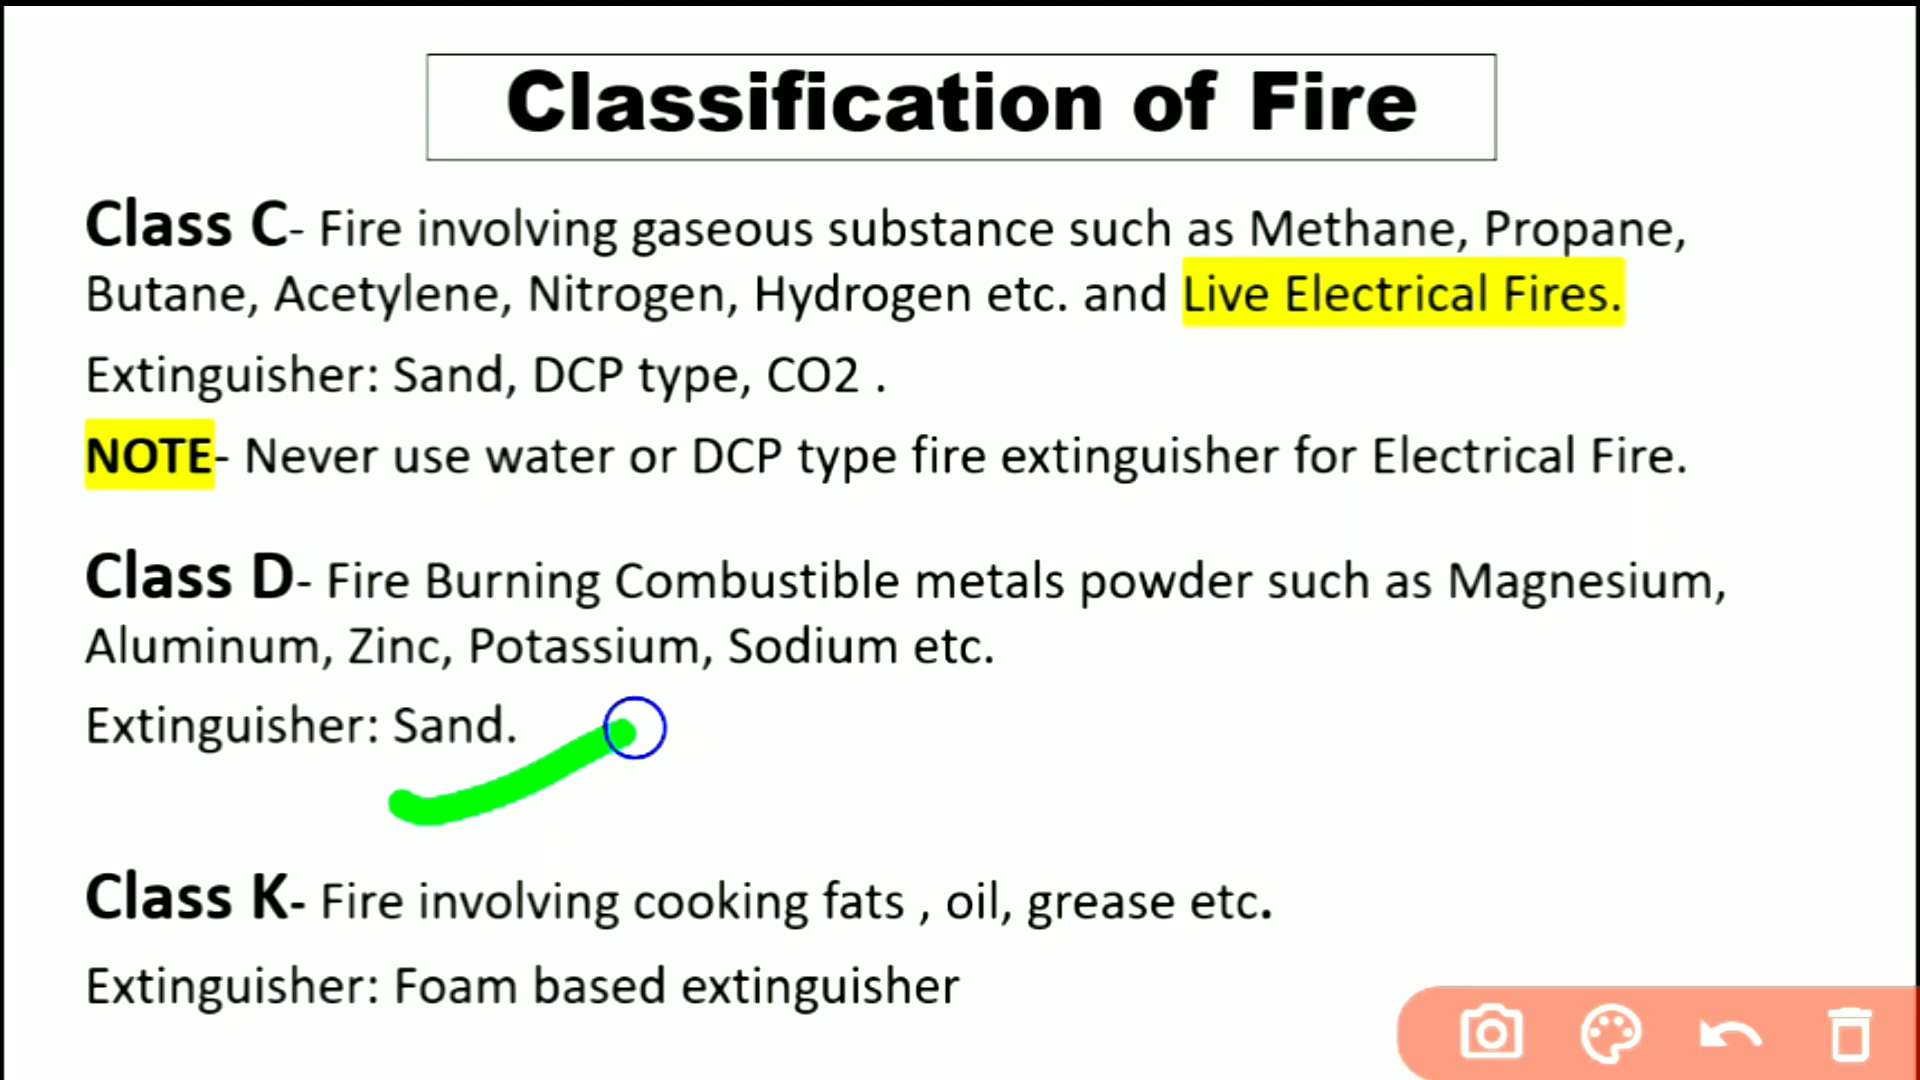 Classification of Fire
Class C- Fire involving gaseous substance such as Methane, Propane,
Butane, Acetylene, Nitrogen, Hydrogen etc. and Live Electrical Fires.
Extinguisher: Sand, DCP type, CO2 .
NOTE- Never use water or DCP type fire extinguisher for Electrical Fire.
Class D- Fire Burning Combustible metals powder such as Magnesium,
Aluminum, Zinc, Potassium, Sodium etc.
Extinguisher: Sand.
Class K- Fire involving cooking fats , oil, grease etc.
Extinguisher: Foam based extinguisher